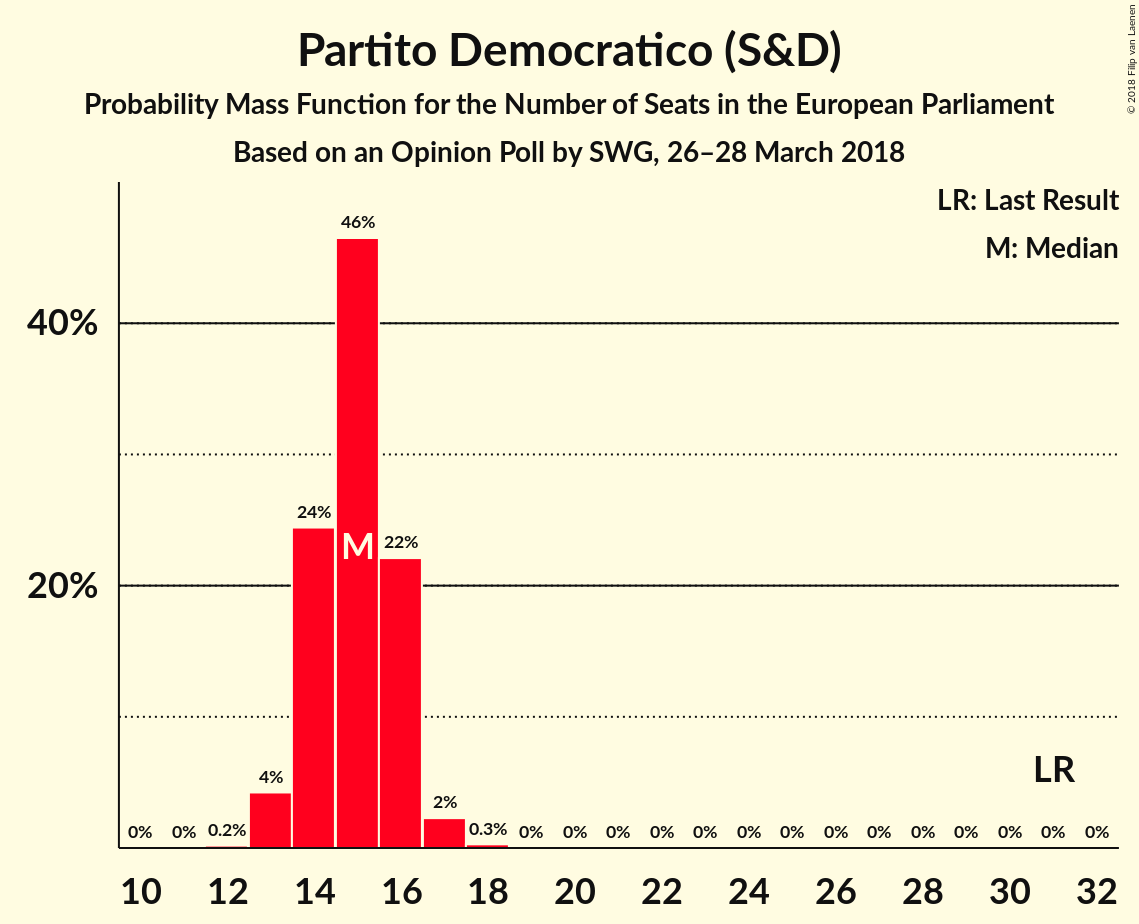 Partito Democratico (S&D)
Probability Mass Function for the Number of Seats in the European Parliament
Based on an Opinion Poll by SWG, 26–28 March 2018
© 2018 Filip van Laenen
LR: Last Result
M: Median
46%
40%
24%
M
22%
20%
LR
0% 0% 0.2% 4% 2% 0.3% 0% 0% 0% 0% 0% 0% 0% 0% 0% 0% 0% 0% 0% 0%
10 12 14 16 18 20 22 24 26 28 30 32